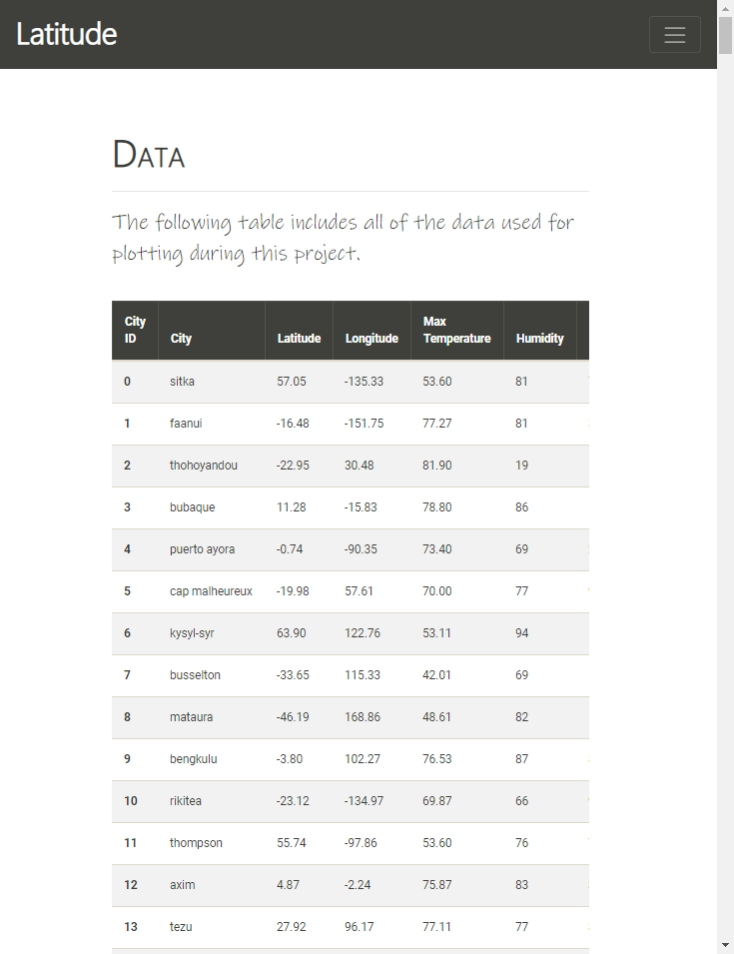 Latitude
Data
The following table includes all of the data used for
plotting during this project.
City ID City Latitude Longitude Max Temperature Humidity
0 sitka 57.05 -135.33 53.60 81
1 faanui -16.48 -151.75 77.27 81
2 thohoyandou -22.95 30.48 81.90 19
3 bubaque 11.28 -15.83 78.80 86
4 puerto ayora -0.74 -90.35 73.40 69
5 cap malheureux -19.98 57.61 70.00 77
6 kysyl-syr 63.90 122.76 53.11 94
7 busselton -33.65 115.33 42.01 69
8 mataura -46.19 168.86 48.61 82
9 bengkulu -3.80 102.27 76.53 87
10 rikitea -23.12 -134.97 69.87 66
11 thompson 55.74 -97.86 53.60 76
12 axim 4.87 -2.24 75.87 83
13 tezu 27.92 96.17 77.11 77